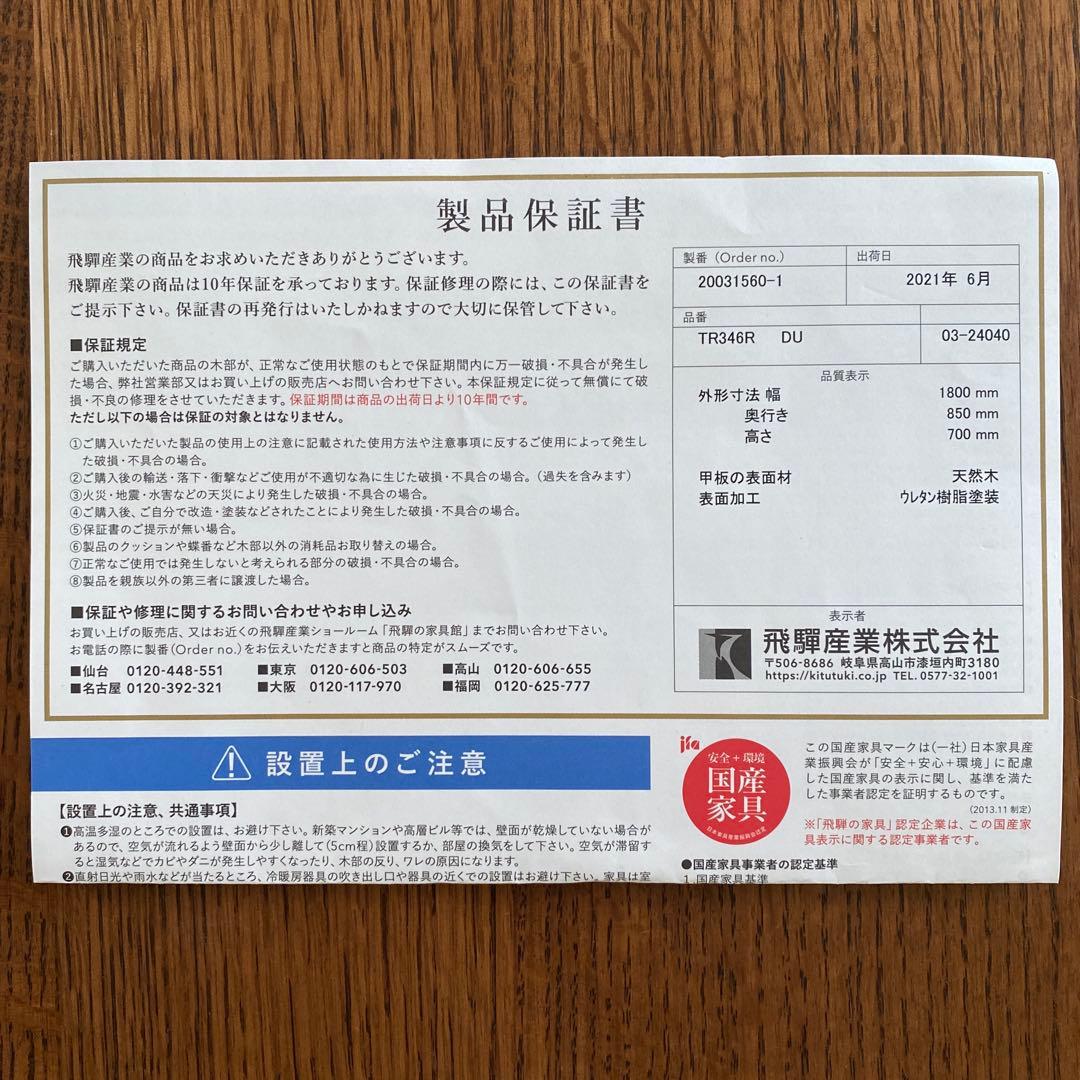 製品保証書
飛騨産業の商品をお求めいただきありがとうございます。
飛騨産業の商品は10年保証を承っております。保証修理の際には、この保証書を
ご提示下さい。保証書の再発行はいたしかねますので大切に保管して下さい。
■保証規定
ご購入いただいた商品の木部が、正常なご使用状態のもとで保証期間内に万一破損・不具合が発生し
た場合、弊社営業部又はお買い上げの販売店へお問い合わせ下さい。本保証規定に従って無償にて破
損・不良の修理をさせていただきます。保証期間は商品の出荷日より10年間です。
ただし以下の場合は保証の対象とはなりません。
①ご購入いただいた製品の使用上の注意に記載された使用方法や注意事項に反するご使用によって発生し
た破損・不具合の場合。
②ご購入後の輸送・落下・衝撃などご使用が不適切な為に生じた破損・不具合の場合。(過失を含みます)
③火災・地震・水害などの天災により発生した破損・不具合の場合。
④ご購入後、ご自分で改造・塗装などされたことにより発生した破損・不具合の場合。
⑤保証書のご提示が無い場合。
⑥製品のクッションや蝶番など木部以外の消耗品お取り替えの場合。
⑦正常なご使用では発生しないと考えられる部分の破損・不具合の場合。
⑧製品を親族以外の第三者に譲渡した場合。
■保証や修理に関するお問い合わせやお申し込み
お買い上げの販売店、又はお近くの飛騨産業ショールーム「飛騨の家具館」までお問い合わせ下さい。
お電話の際に製番(Order no.)をお伝えいただきますと商品の特定がスムーズです。
■仙台 0120-448-551 ■東京 0120-606-503 ■高山 0120-606-655
■名古屋 0120-392-321 ■大阪 0120-117-970 ■福岡 0120-625-777
製番 (Order no.) 出荷日
20031560-1 2021年 6月
品番
TR346R DU 03-24040
品質表示
外形寸法 幅 1800 mm
奥行き 850 mm
高さ 700 mm
甲板の表面材 天然木
表面加工 ウレタン樹脂塗装
表示者
飛騨産業株式会社
〒506-8686 岐阜県高山市漆垣内町3180
https://kitutuki.co.jp TEL. 0577-32-1001
設置上のご注意
【設置上の注意、共通事項】
❶高温多湿のところでの設置は、お避け下さい。新築マンションや高層ビル等では、壁面が乾燥していない場合が
あるので、空気が流れるよう壁面から少し離して(5cm程)設置するか、部屋の換気をして下さい。空気が滞留す
ると湿気などでカビやダニが発生しやすくなったり、木部の反り、ワレの原因になります。
❷直射日光や雨水などが当たるところ、冷暖房器具の吹き出し口や器具の近くでの設置はお避け下さい。家具は室
jfa
安全+環境
国産
家具
日本家具産業振興会認定
この国産家具マークは(一社)日本家具産
業振興会が「安全+安心+環境」に配慮
した国産家具の表示に関し、基準を満た
した事業者認定を証明するものです。
(2013.11 制定)
※「飛騨の家具」認定企業は、この国産家
具表示に関する認定事業者です。
●国産家具事業者の認定基準
1. 国産家具基準